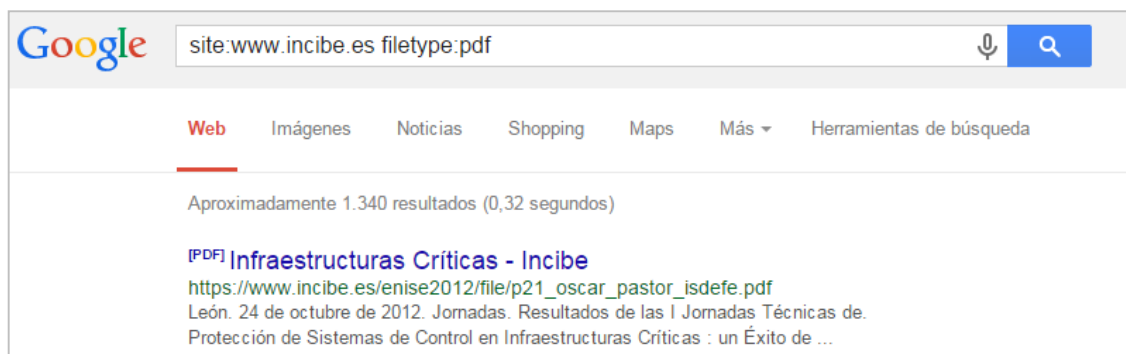 Google site:www.incibe.es filetype:pdf
Web Imágenes Noticias Shopping Maps Más Herramientas de búsqueda
Aproximadamente 1.340 resultados (0,32 segundos)
[PDF] Infraestructuras Críticas - Incibe
https://www.incibe.es/enise2012/file/p21_oscar_pastor_isdefe.pdf
León. 24 de octubre de 2012. Jornadas. Resultados de las I Jornadas Técnicas de.
Protección de Sistemas de Control en Infraestructuras Críticas : un Éxito de ...